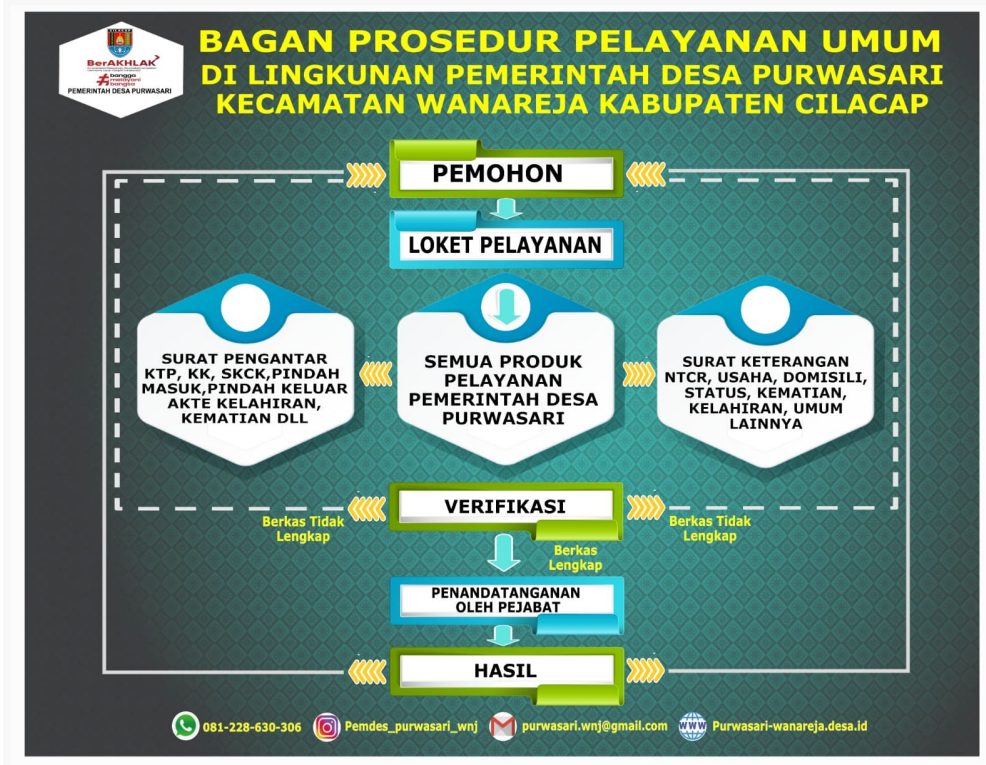 BAGAN PROSEDUR PELAYANAN UMUM
DI LINGKUNAN PEMERINTAH DESA PURWASARI
KECAMATAN WANAREJA KABUPATEN CILACAP
CILACAP
BerAKHLAK
#bangga
melayani
bangsa
PEMERINTAH DESA PURWASARI
PEMOHON
LOKET PELAYANAN
SURAT PENGANTAR
KTP, KK, SKCK,PINDAH
MASUK,PINDAH KELUAR
AKTE KELAHIRAN,
KEMATIAN DLL
SEMUA PRODUK
PELAYANAN
PEMERINTAH DESA
PURWASARI
SURAT KETERANGAN
NTCR, USAHA, DOMISILI,
STATUS, KEMATIAN,
KELAHIRAN, UMUM
LAINNYA
VERIFIKASI
Berkas Tidak
Lengkap
Berkas Tidak
Lengkap
Berkas
Lengkap
PENANDATANGANAN
OLEH PEJABAT
HASIL
081-228-630-306
Pemdes_purwasari_wnj
purwasari.wnj@gmail.com
WWW
Purwasari-wanareja.desa.id